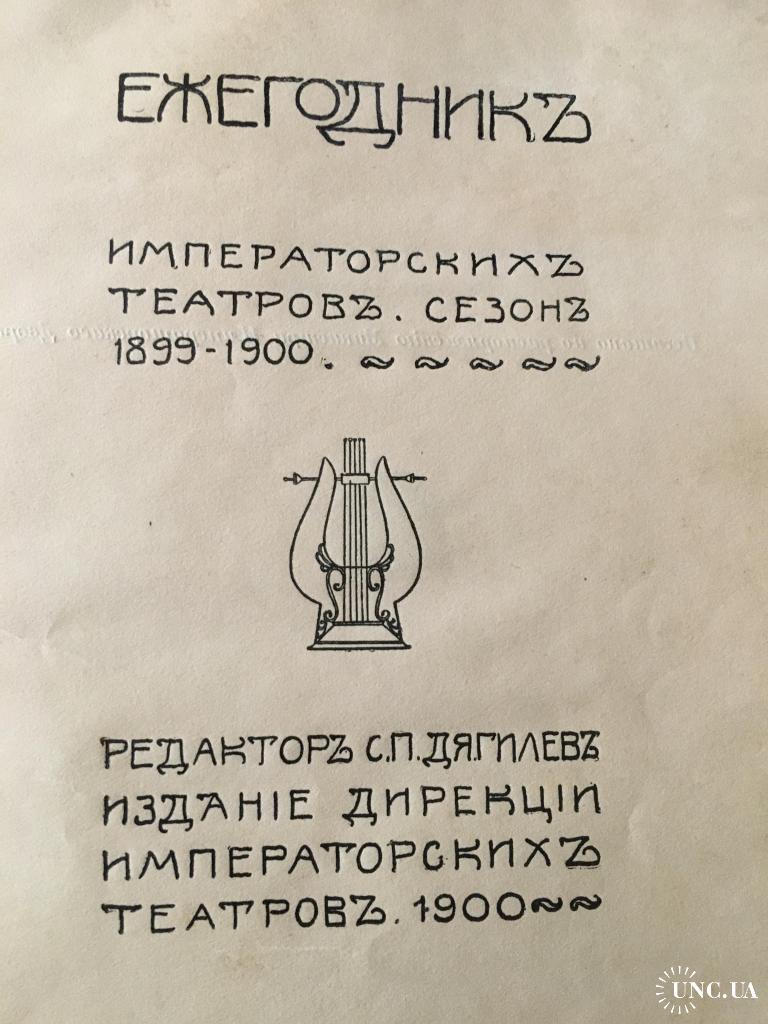 ЕЖЕГОДНИКЪ
ИМПЕРАТОРСКИХЪ
ТЕАТРОВЪ. СЕЗОНЪ
1899-1900.
РЕДАКТОРЪ С.П. ДЯГИЛЕВЪ
ИЗДАНІЕ ДИРЕКЦІИ
ИМПЕРАТОРСКИХЪ
ТЕАТРОВЪ. 1900
UNC.UA